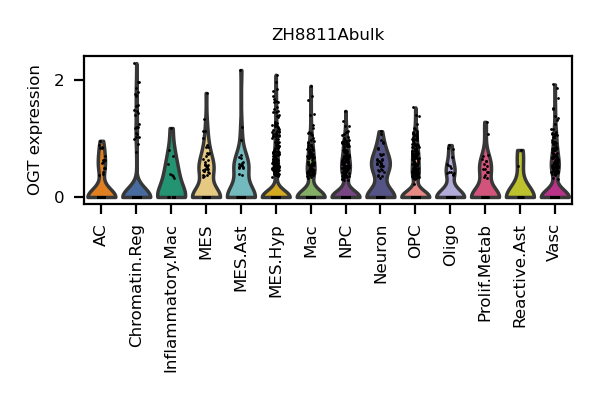 ZH8811Abulk
OGT expression
2
0
AC
Chromatin.Reg
Inflammatory.Mac
MES
MES.Ast
MES.Hyp
Mac
NPC
Neuron
OPC
Oligo
Prolif.Metab
Reactive.Ast
Vasc